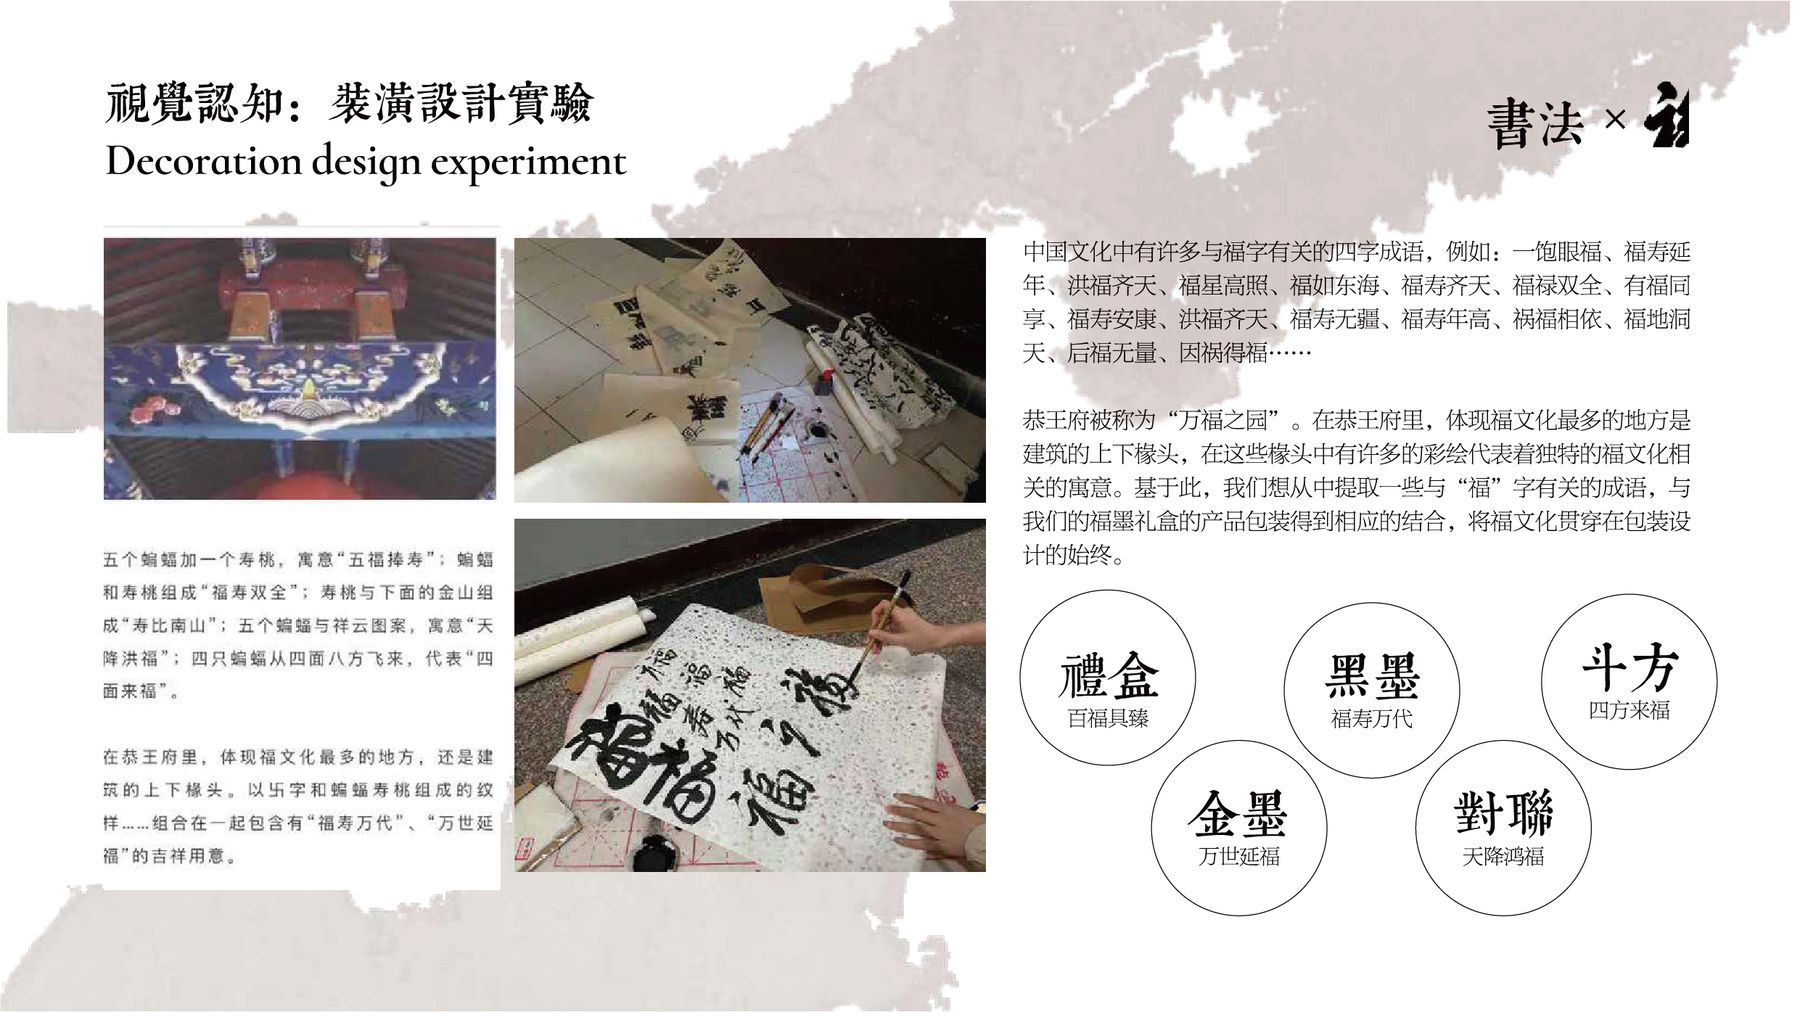 視覺認知：裝潢設計實驗
Decoration design experiment
書法 ×
五个蝙蝠加一个寿桃，寓意“五福捧寿”；蝙蝠
和寿桃组成“福寿双全”；寿桃与下面的金山组
成“寿比南山”；五个蝙蝠与祥云图案，寓意“天
降洪福”；四只蝙蝠从四面八方飞来，代表“四
面来福”。
在恭王府里，体现福文化最多的地方，还是建
筑的上下椽头。以卐字和蝙蝠寿桃组成的纹
样……组合在一起包含有“福寿万代”、“万世延
福”的吉祥用意。
福
福
福
福
寿
福
万代
福
福
福
福
中国文化中有许多与福字有关的四字成语，例如：一饱眼福、福寿延
年、洪福齐天、福星高照、福如东海、福寿齐天、福禄双全、有福同
享、福寿安康、洪福齐天、福寿无疆、福寿年高、祸福相依、福地洞
天、后福无量、因祸得福……
恭王府被称为“万福之园”。在恭王府里，体现福文化最多的地方是
建筑的上下椽头，在这些椽头中有许多的彩绘代表着独特的福文化相
关的寓意。基于此，我们想从中提取一些与“福”字有关的成语，与
我们的福墨礼盒的产品包装得到相应的结合，将福文化贯穿在包装设
计的始终。
禮盒
百福具臻
黑墨
福寿万代
斗方
四方来福
金墨
万世延福
對聯
天降鸿福